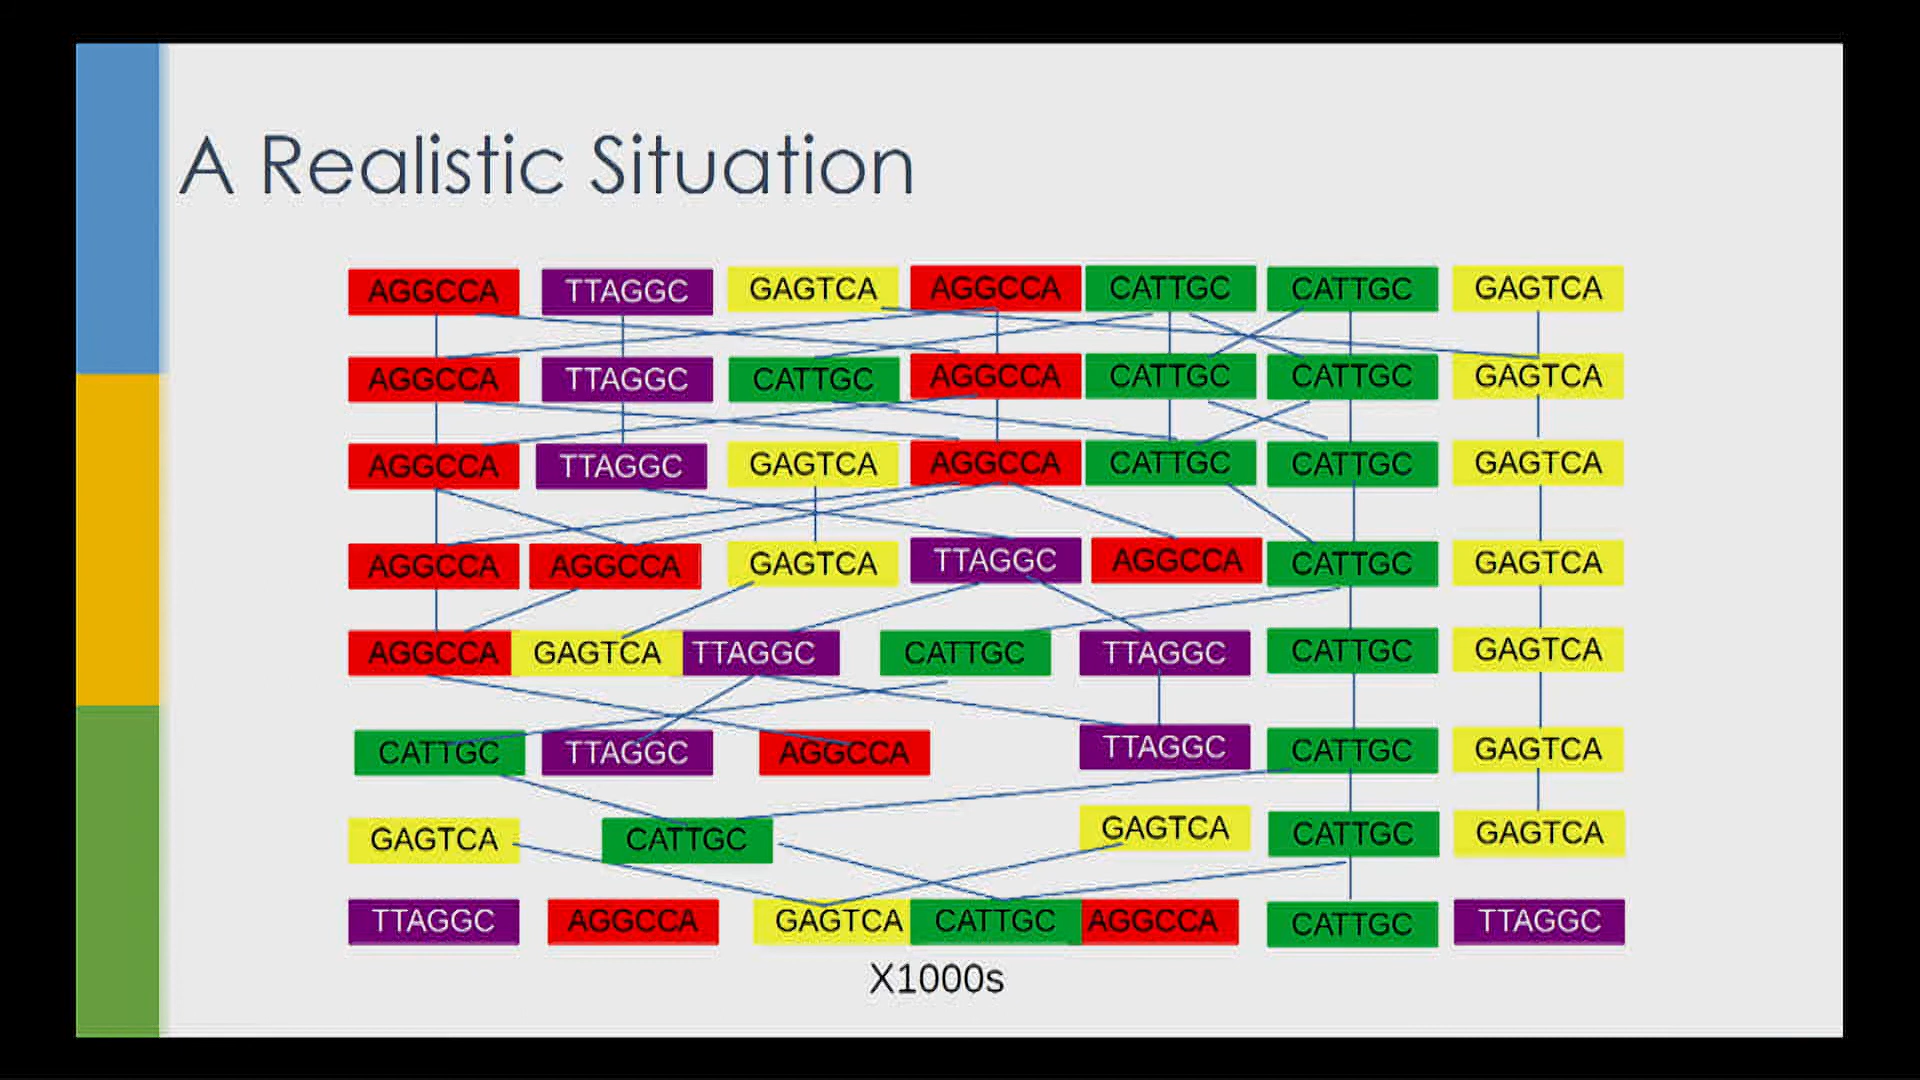 A Realistic Situation
AGGCCA TTAGGC GAGTCA AGGCCA CATTGC CATTGC GAGTCA
AGGCCA TTAGGC CATTGC AGGCCA CATTGC CATTGC GAGTCA
AGGCCA TTAGGC GAGTCA AGGCCA CATTGC CATTGC GAGTCA
AGGCCA AGGCCA GAGTCA TTAGGC AGGCCA CATTGC GAGTCA
AGGCCA GAGTCA TTAGGC CATTGC TTAGGC CATTGC GAGTCA
CATTGC TTAGGC AGGCCA TTAGGC CATTGC GAGTCA
GAGTCA CATTGC GAGTCA CATTGC GAGTCA
TTAGGC AGGCCA GAGTCA CATTGC AGGCCA CATTGC TTAGGC
X1000s